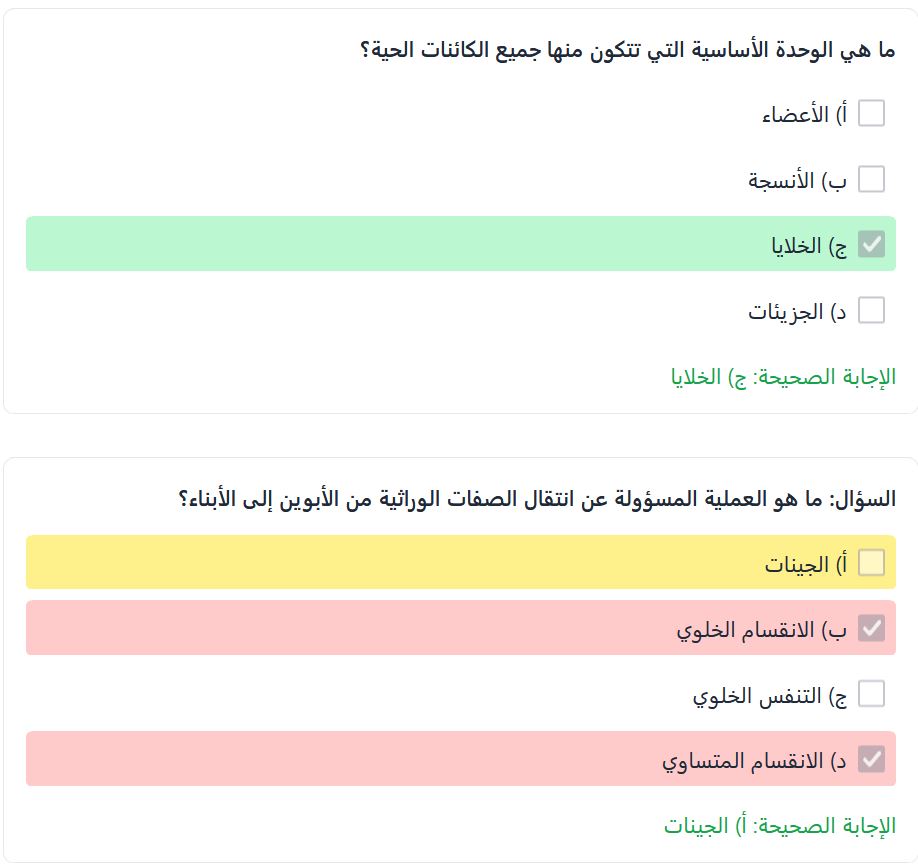 ما هي الوحدة الأساسية التي تتكون منها جميع الكائنات الحية؟
أ) الأعضاء
ب) الأنسجة
ج) الخلايا
د) الجزيئات
الإجابة الصحيحة: ج) الخلايا
السؤال: ما هو العملية المسؤولة عن انتقال الصفات الوراثية من الأبوين إلى الأبناء؟
أ) الجينات
ب) الانقسام الخلوي
ج) التنفس الخلوي
د) الانقسام المتساوي
الإجابة الصحيحة: أ) الجينات